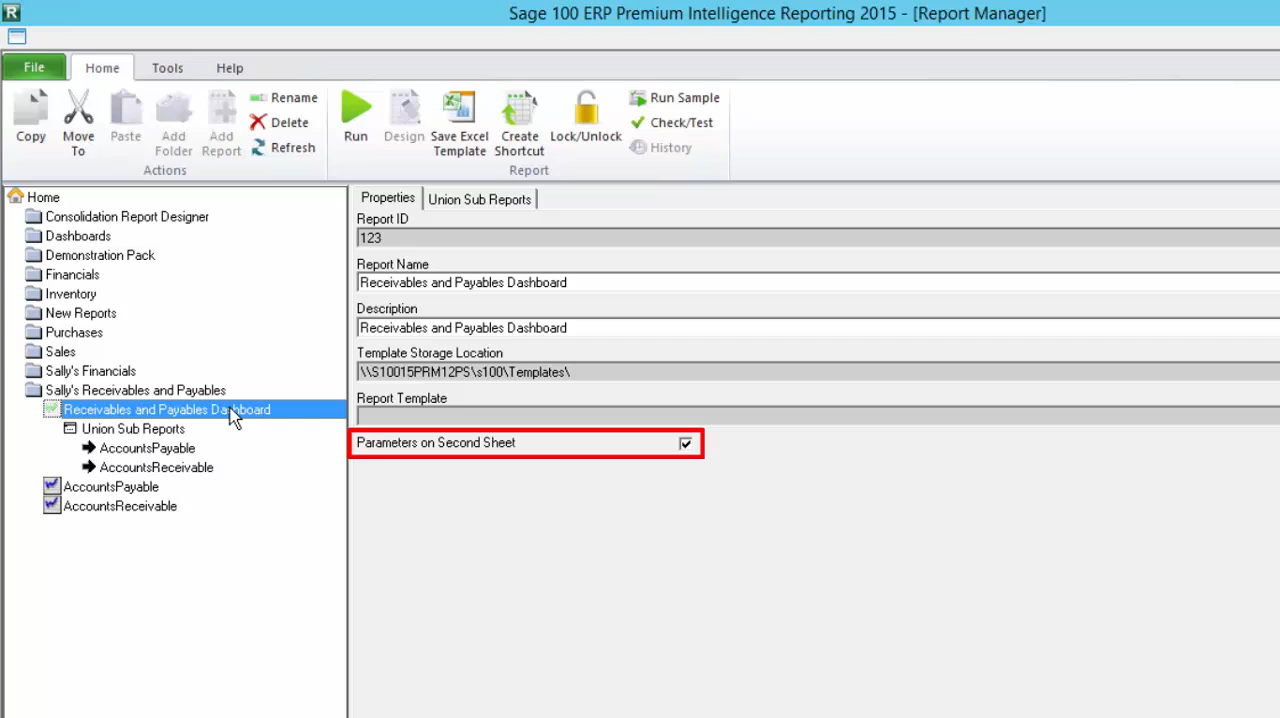 R
Sage 100 ERP Premium Intelligence Reporting 2015 - [Report Manager]
File Home Tools Help
Copy
Move To
Paste
Add Folder
Add Report
Rename
Delete
Refresh
Actions
Run
Design
Save Excel Template
Create Shortcut
Lock/Unlock
Run Sample
Check/Test
History
Report
Home
Consolidation Report Designer
Dashboards
Demonstration Pack
Financials
Inventory
New Reports
Purchases
Sales
Sally's Financials
Sally's Receivables and Payables
Receivables and Payables Dashboard
Union Sub Reports
AccountsPayable
AccountsReceivable
AccountsPayable
AccountsReceivable
Properties Union Sub Reports
Report ID
123
Report Name
Receivables and Payables Dashboard
Description
Receivables and Payables Dashboard
Template Storage Location
\\S10015PRM12PS\s100\Templates\
Report Template
Parameters on Second Sheet